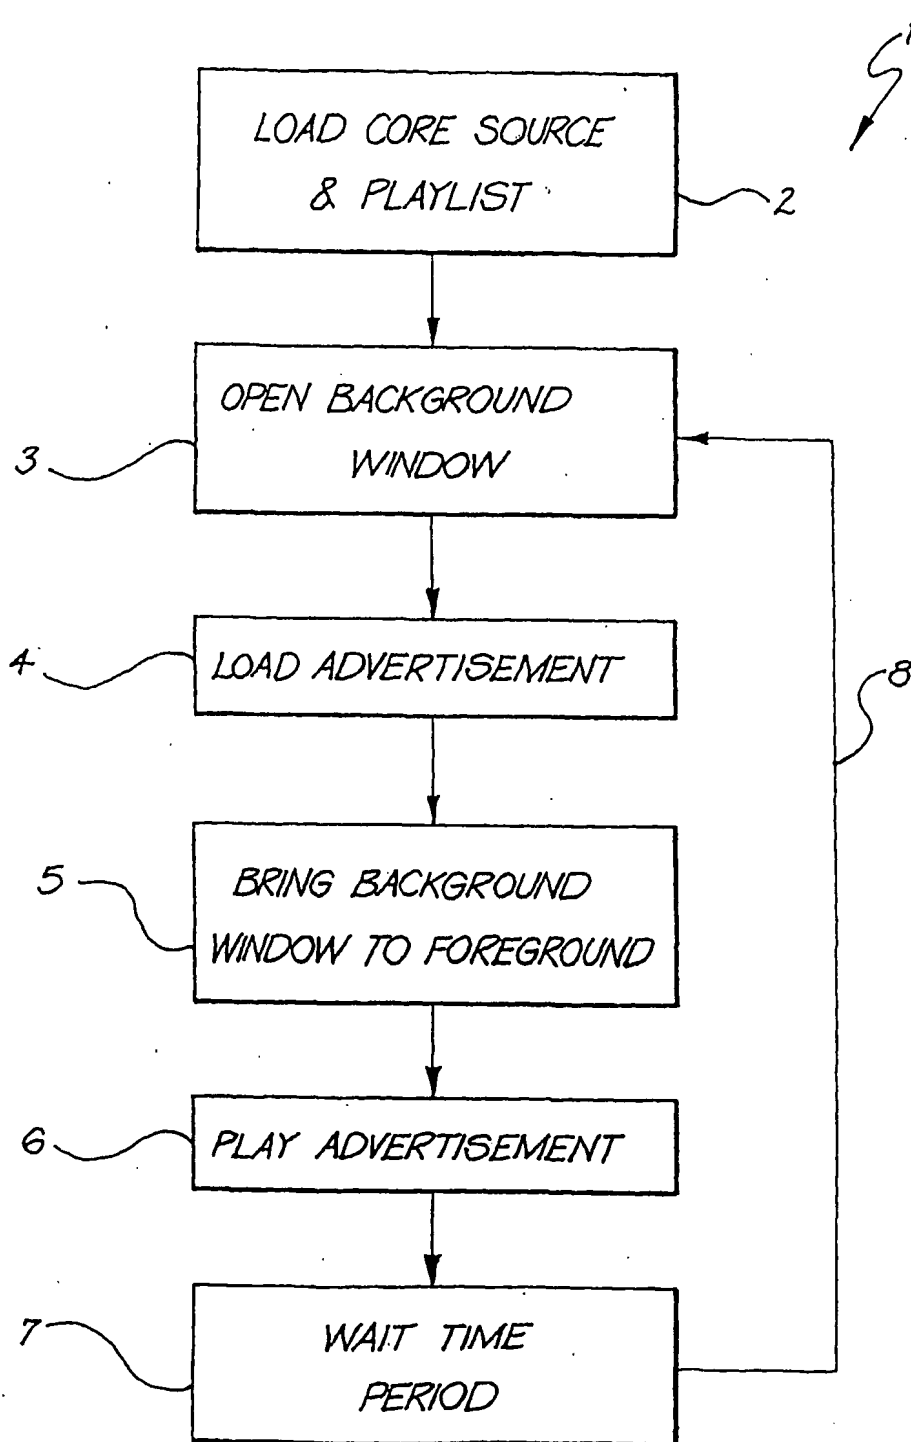 1
LOAD CORE SOURCE
& PLAYLIST
2
OPEN BACKGROUND
WINDOW
3
4
LOAD ADVERTISEMENT
8
5
BRING BACKGROUND
WINDOW TO FOREGROUND
6
PLAY ADVERTISEMENT
7
WAIT TIME
PERIOD